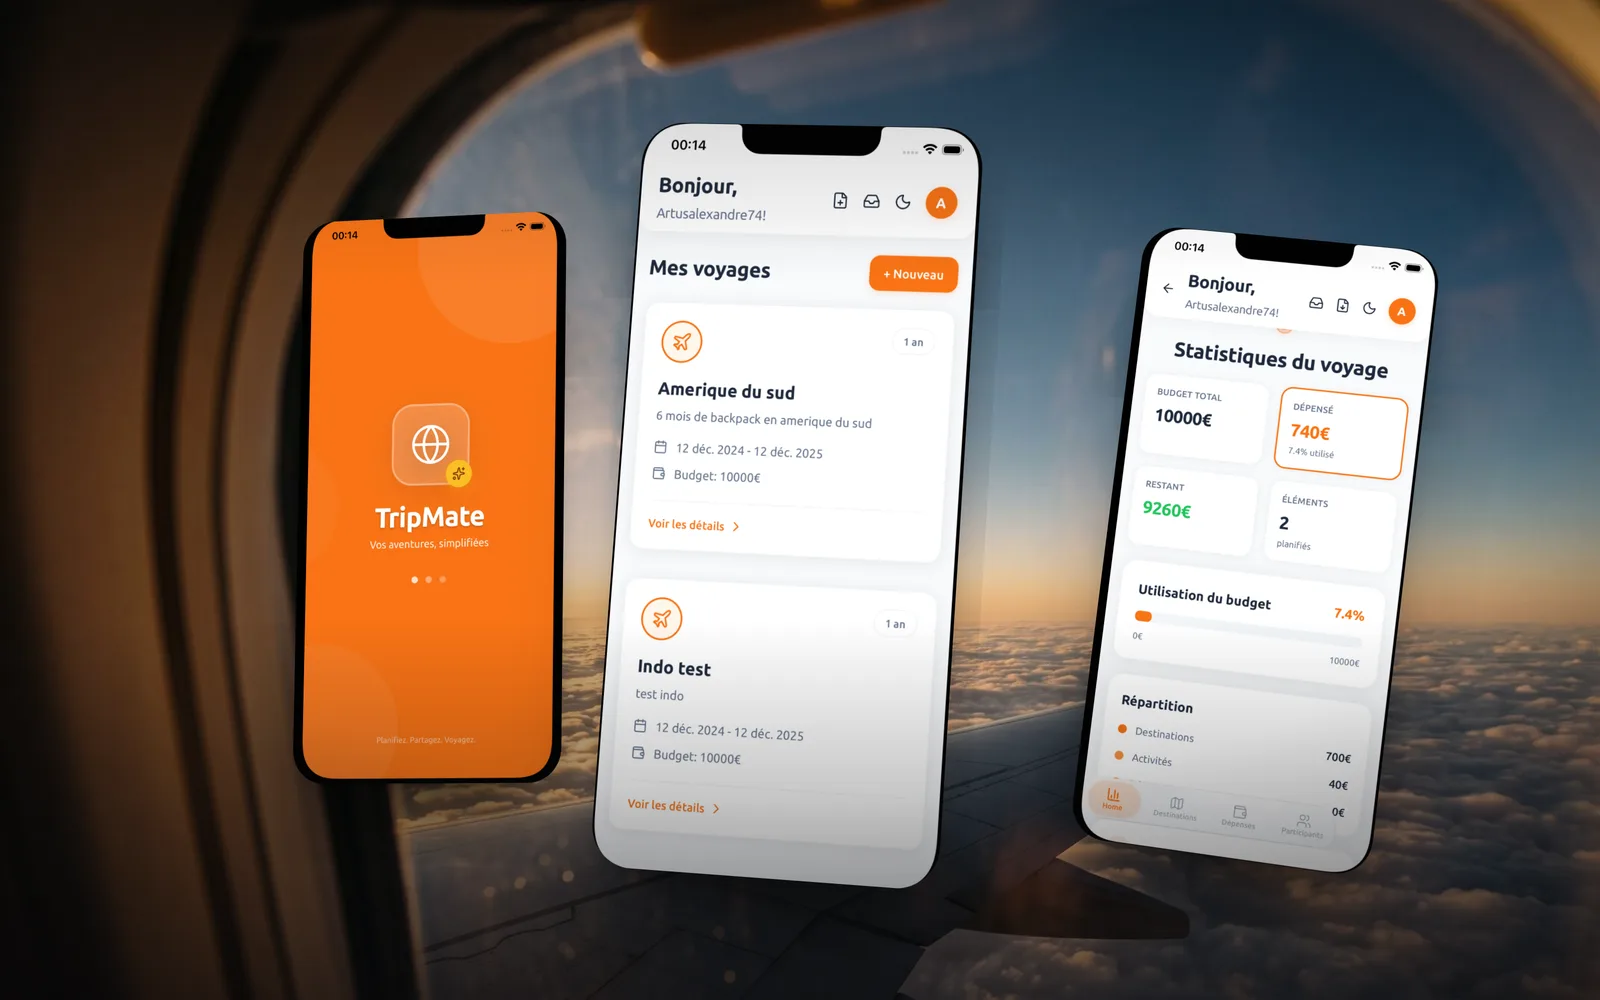 00:14
TripMate
Vos aventures, simplifiées
Planifiez. Partagez. Voyagez.
00:14
Bonjour,
Artusalexandre74!
A
Mes voyages
+ Nouveau
1 an
Amerique du sud
6 mois de backpack en amerique du sud
12 déc. 2024 - 12 déc. 2025
Budget: 10000€
Voir les détails
1 an
Indo test
test indo
12 déc. 2024 - 12 déc. 2025
Budget: 10000€
Voir les détails
00:14
Bonjour,
Artusalexandre74!
A
Statistiques du voyage
BUDGET TOTAL
10000€
DÉPENSÉ
740€
7.4% utilisé
RESTANT
9260€
ÉLÉMENTS
2
planifiés
Utilisation du budget
7.4%
0€
10000€
Répartition
Destinations
700€
Activités
40€
0€
Home
Destinations
Dépenses
Participants